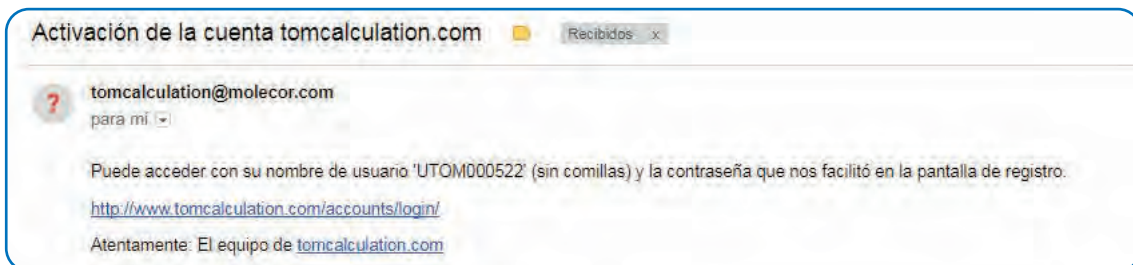 Activación de la cuenta tomcalculation.com Recibidos x
? tomcalculation@molecor.com
para mí
Puede acceder con su nombre de usuario 'UTOM000522' (sin comillas) y la contraseña que nos facilitó en la pantalla de registro.
http://www.tomcalculation.com/accounts/login/
Atentamente: El equipo de tomcalculation.com